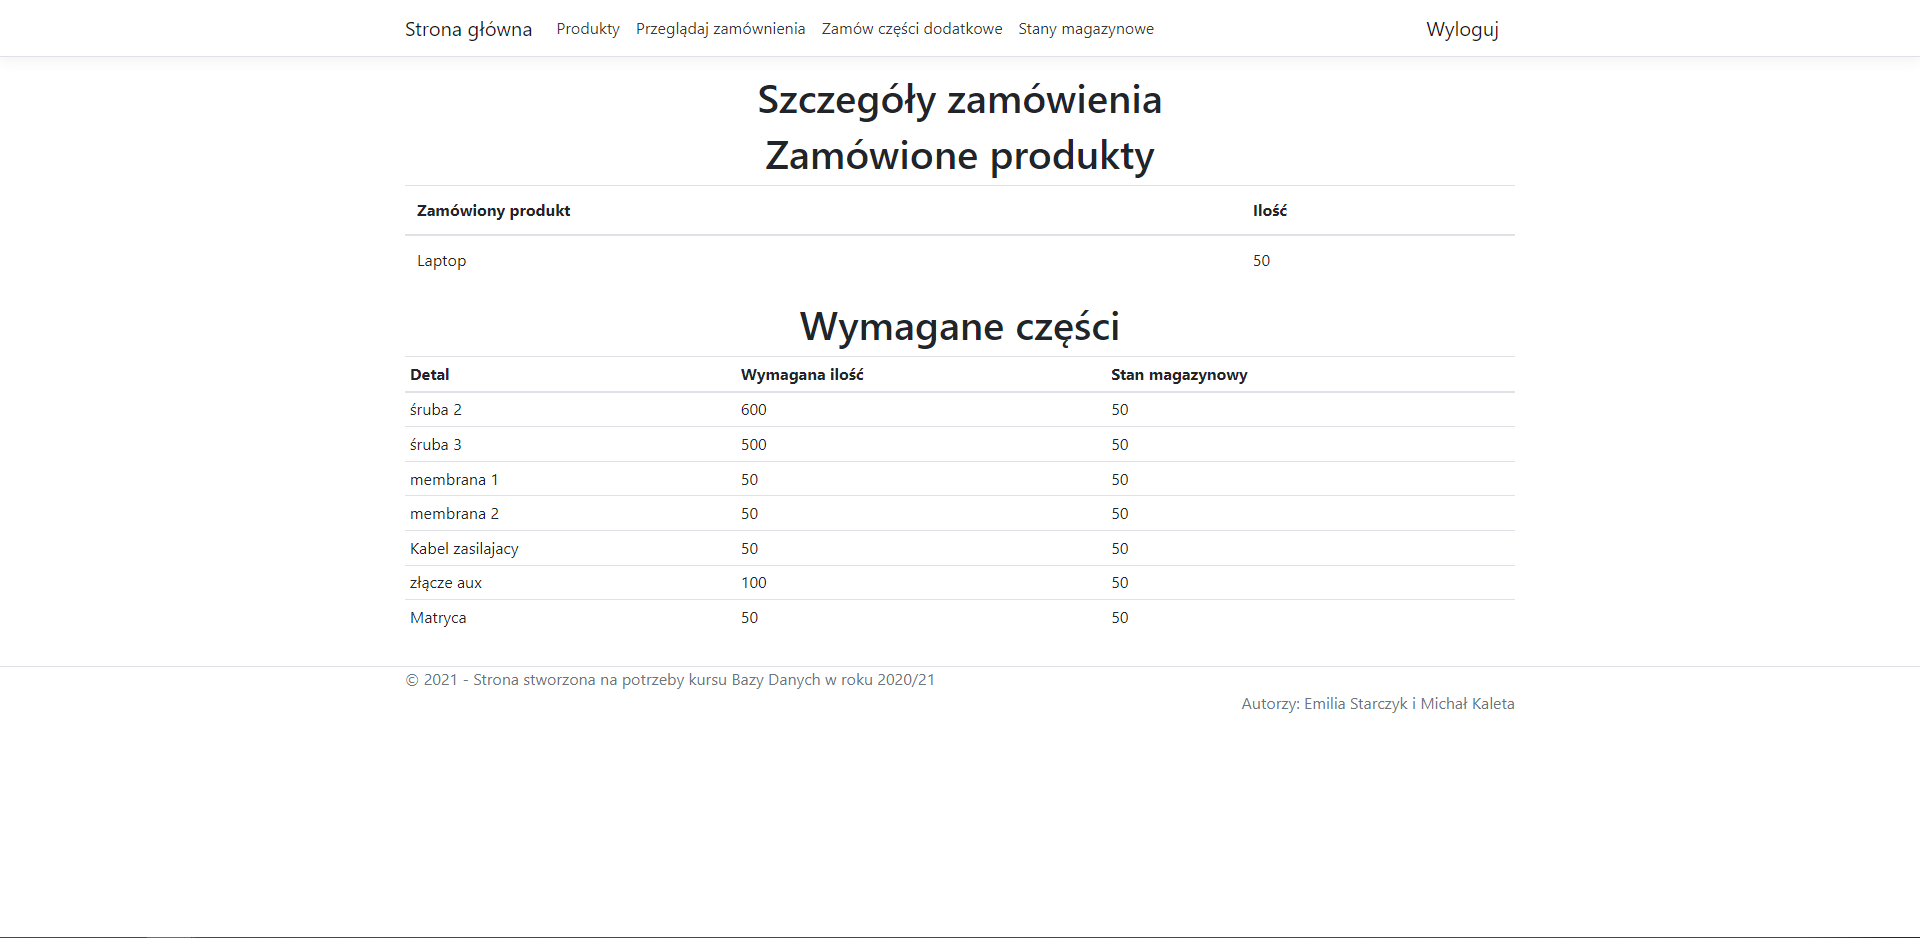 Strona główna Produkty Przeglądaj zamównienia Zamów części dodatkowe Stany magazynowe Wyloguj
Szczegóły zamówienia
Zamówione produkty
Zamówiony produkt Ilość
Laptop 50
Wymagane części
Detal Wymagana ilość Stan magazynowy
śruba 2 600 50
śruba 3 500 50
membrana 1 50 50
membrana 2 50 50
Kabel zasilajacy 50 50
złącze aux 100 50
Matryca 50 50
© 2021 - Strona stworzona na potrzeby kursu Bazy Danych w roku 2020/21
Autorzy: Emilia Starczyk i Michał Kaleta